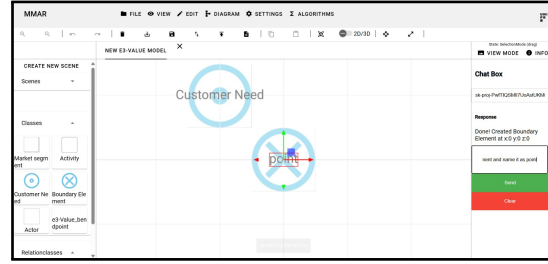 MMAR
FILE VIEW EDIT DIAGRAM SETTINGS Σ ALGORITHMS
2D/3D
NEW E3-VALUE MODEL
State: SelectionMode (drag)
VIEW MODE INFO
CREATE NEW SCENE
Scenes
Classes
Market segm
ent
Activity
Customer Ne
ed
Boundary Ele
ment
Actor
e3-Value_ben
dpoint
Relationclasses
Customer Need
point
Chat Box
Response
Done! Created Boundary
Element at x:0 y:0 z:0
ment and name it as point
Send
Clear